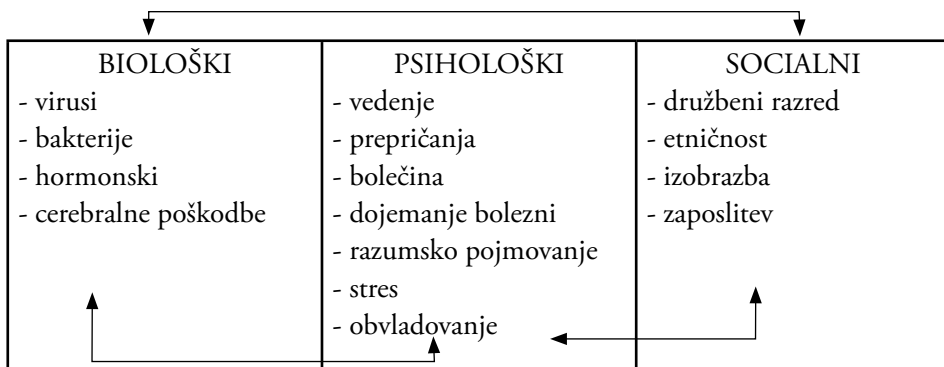 BIOLOŠKI
- virusi
- bakterije
- hormonski
- cerebralne poškodbe
PSIHOLOŠKI
- vedenje
- prepričanja
- bolečina
- dojemanje bolezni
- razumsko pojmovanje
- stres
- obvladovanje
SOCIALNI
- družbeni razred
- etničnost
- izobrazba
- zaposlitev